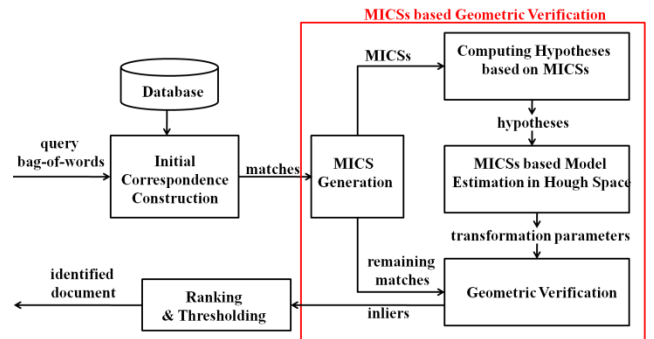 MICSs based Geometric Verification
MICSs
Computing Hypotheses
based on MICSs
Database
hypotheses
query
bag-of-words
Initial
Correspondence
Construction
matches
MICS
Generation
MICSs based Model
Estimation in Hough Space
transformation parameters
identified
document
Ranking
& Thresholding
remaining
matches
inliers
Geometric Verification